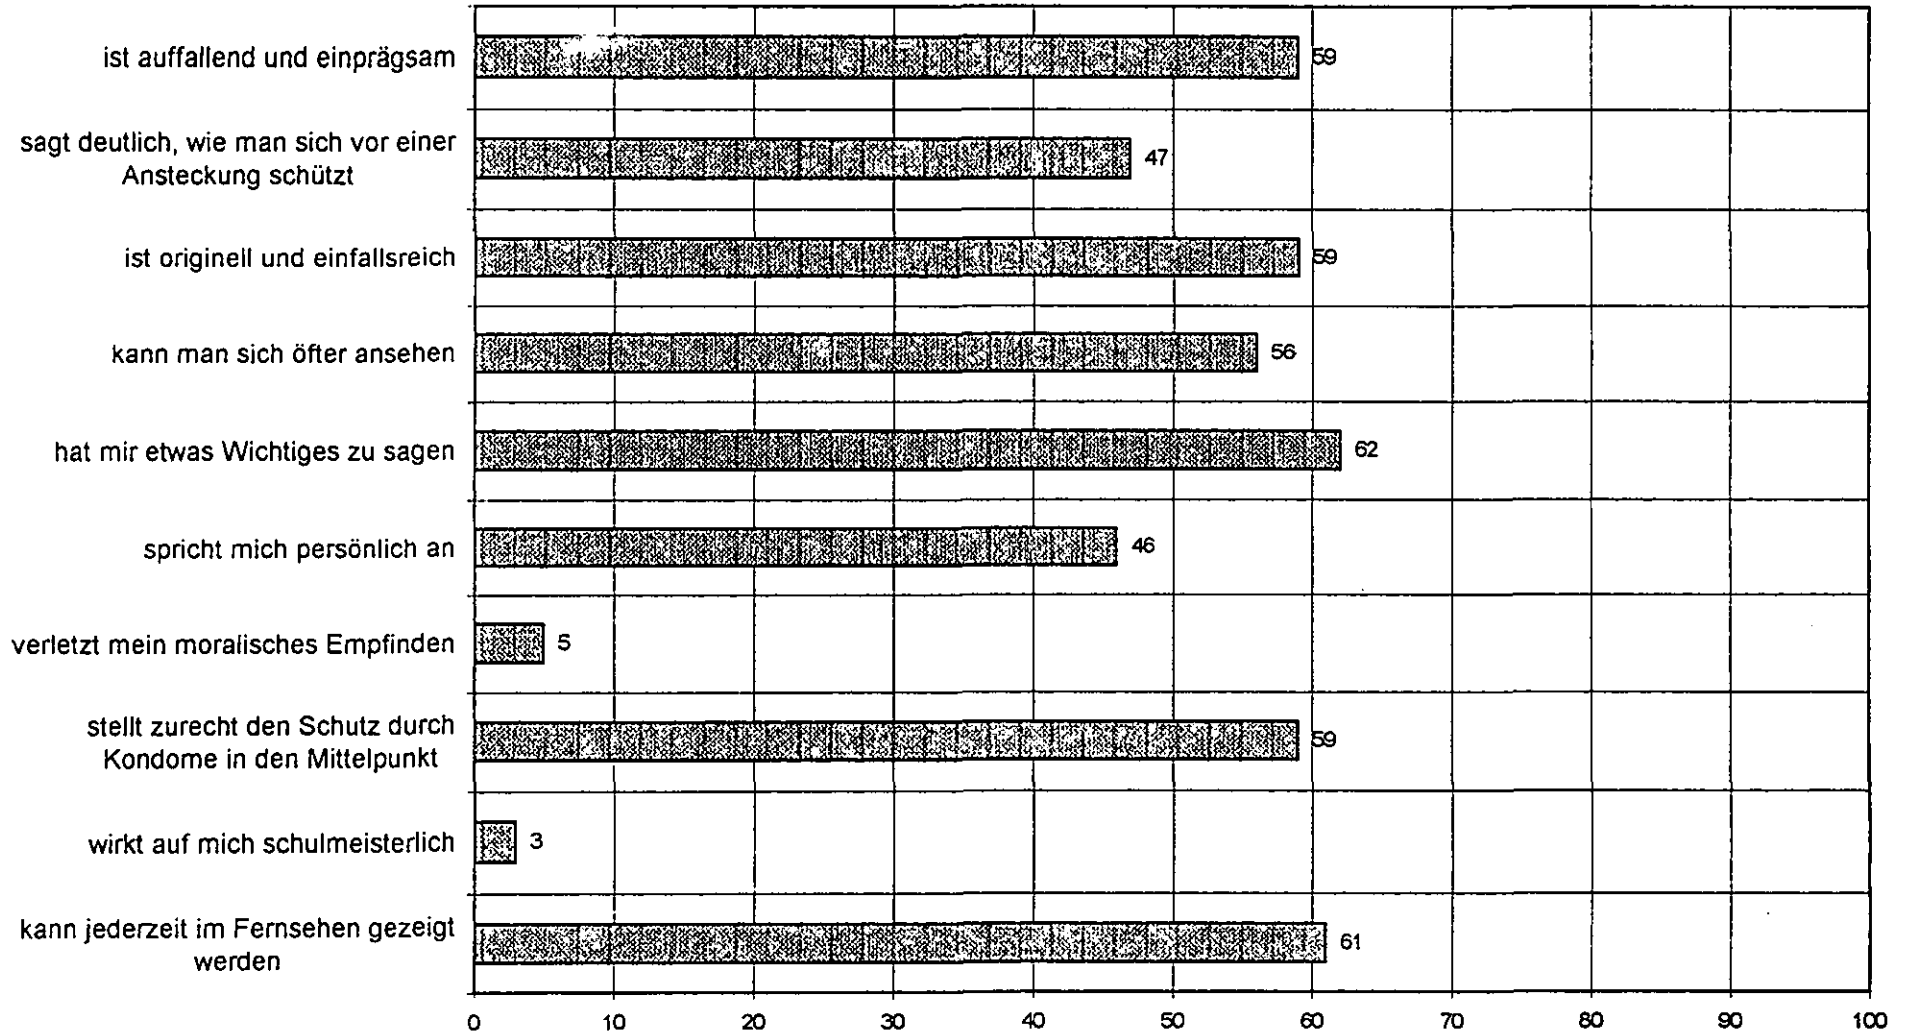 ist auffallend und einprägsam
59
sagt deutlich, wie man sich vor einer
Ansteckung schützt
47
ist originell und einfallsreich
59
kann man sich öfter ansehen
56
hat mir etwas Wichtiges zu sagen
62
spricht mich persönlich an
46
verletzt mein moralisches Empfinden
5
stellt zurecht den Schutz durch
Kondome in den Mittelpunkt
59
wirkt auf mich schulmeisterlich
3
kann jederzeit im Fernsehen gezeigt
werden
61
0 10 20 30 40 50 60 70 80 90 100